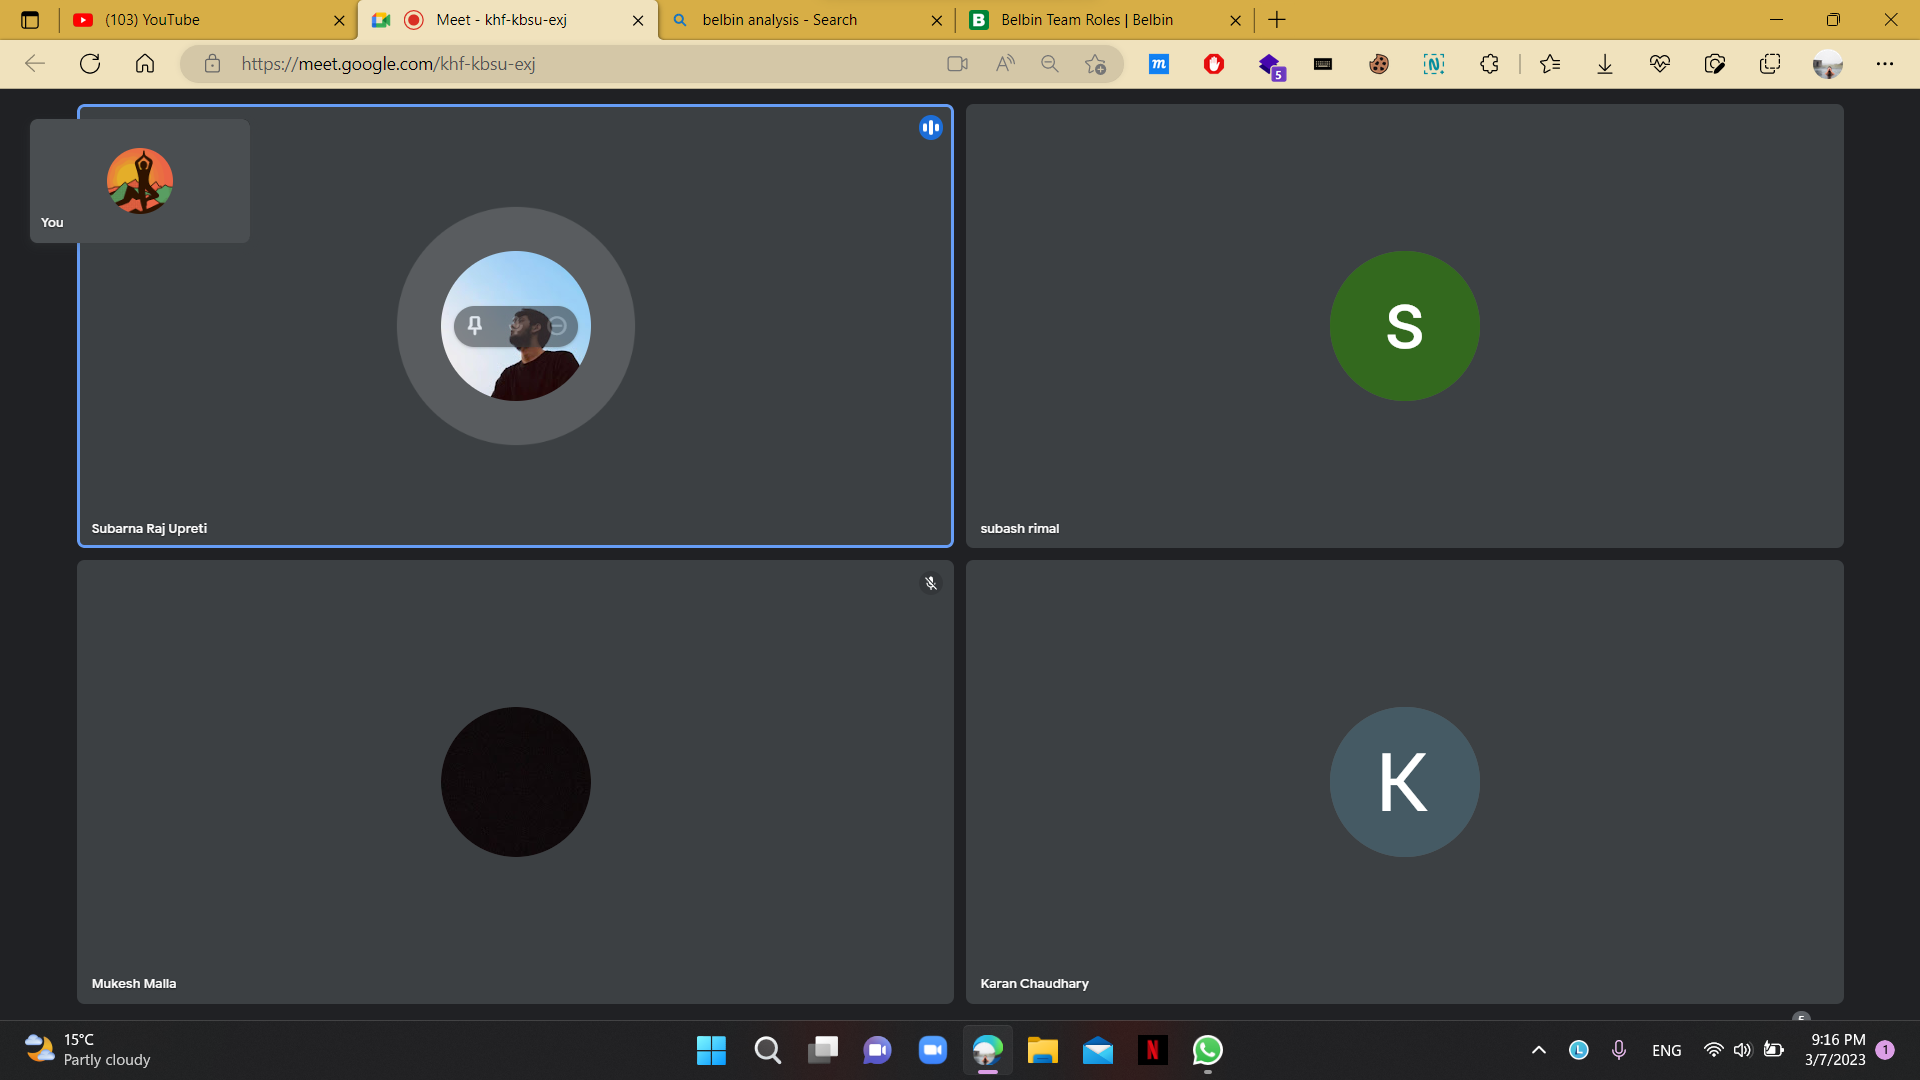 (103) YouTube
Meet - khf-kbsu-exj
belbin analysis - Search
B
Belbin Team Roles | Belbin
https://meet.google.com/khf-kbsu-exj
A
m
5
N
You
Subarna Raj Upreti
S
subash rimal
Mukesh Malla
K
Karan Chaudhary
15°C
Partly cloudy
N
L
ENG
9:16 PM
3/7/2023
1